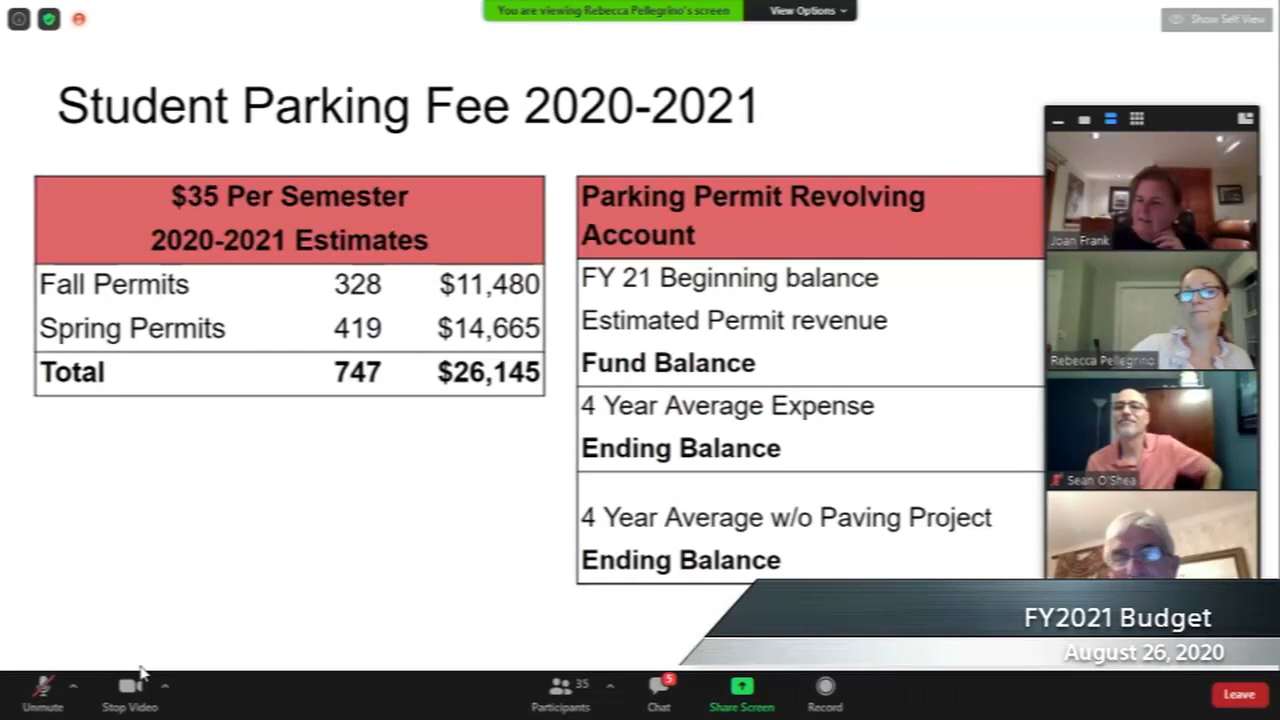 You are viewing Rebecca Pellegrino's screen
View Options
Show Self View
Student Parking Fee 2020-2021
$35 Per Semester
2020-2021 Estimates
Fall Permits 328 $11,480
Spring Permits 419 $14,665
Total 747 $26,145
Parking Permit Revolving
Account
FY 21 Beginning balance
Estimated Permit revenue
Fund Balance
4 Year Average Expense
Ending Balance
4 Year Average w/o Paving Project
Ending Balance
Joan Frank
Rebecca Pellegrino
Sean O'Shea
FY2021 Budget
August 26, 2020
Unmute
Stop Video
35
Participants
5
Chat
Share Screen
Record
Leave